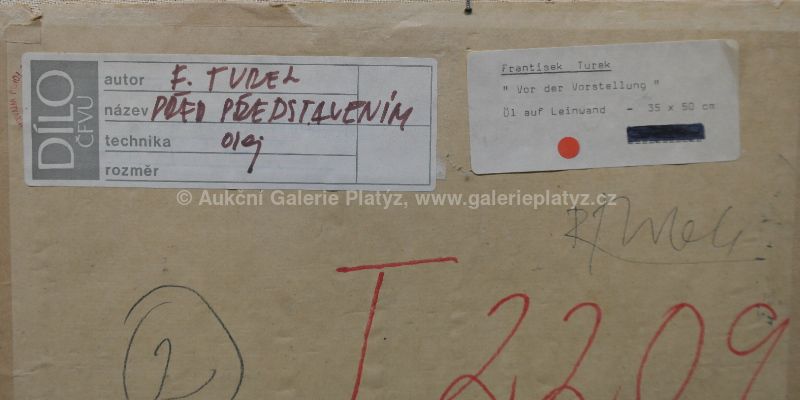 DÍLO
ČFVU
autor F. TUREK
název PŘED PŘEDSTAVENÍM
technika Olej
rozměr
František Turek
" Vor der Vorstellung "
Öl auf Leinwand - 35 x 50 cm
© Aukční Galerie Platýz, www.galerieplatyz.cz
2
T 2209